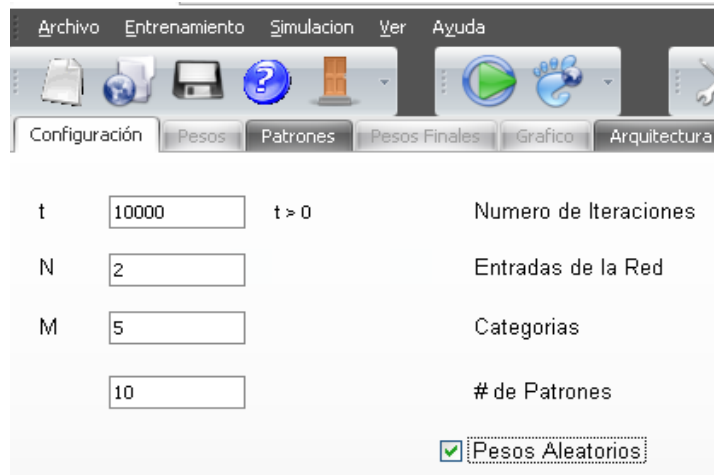 Archivo Entrenamiento Simulacion Ver Ayuda
Configuración Pesos Patrones Pesos Finales Grafico Arquitectura
t 10000 t > 0 Numero de Iteraciones
N 2 Entradas de la Red
M 5 Categorias
10 # de Patrones
Pesos Aleatorios